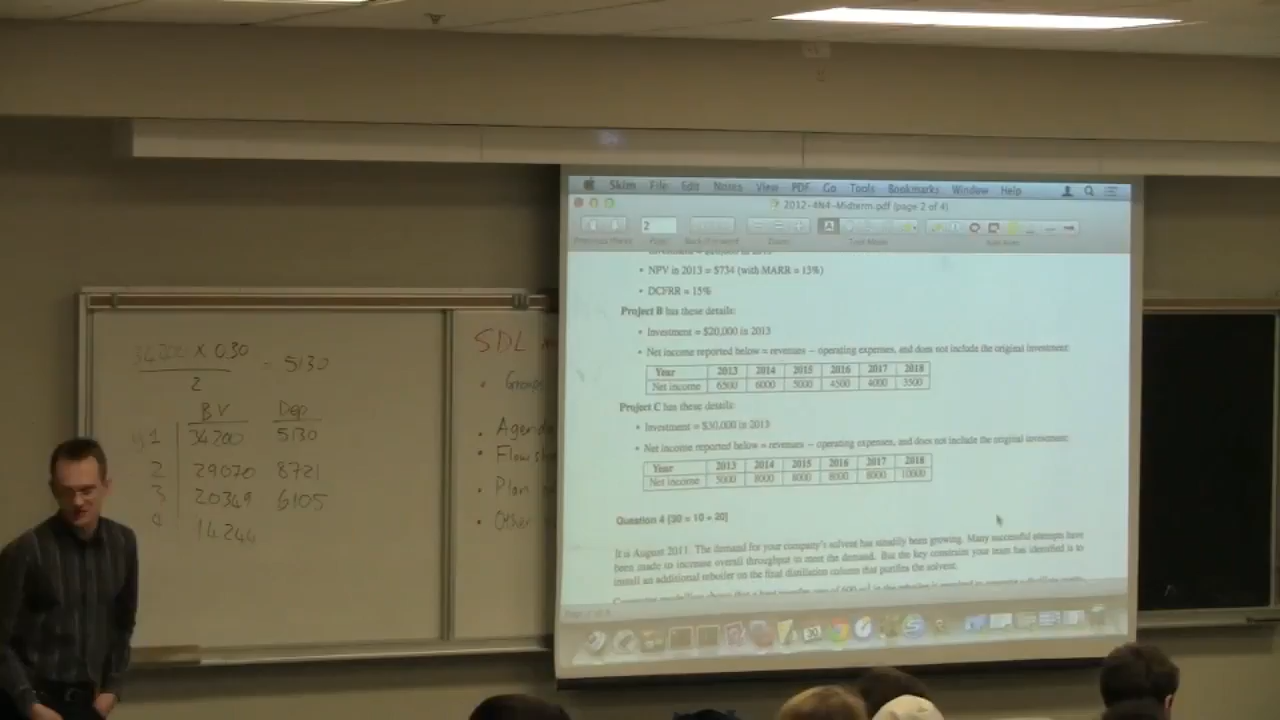 34200 X 0.30 = 5130
2
BV Dep
y1 34200 5130
2 29070 8721
3 20349 6105
4 14244
SDL
• Groups
• Agenda
• Flow
• Plan
• Other
Skim File Edit Notes View PDF Go Tools Bookmarks Window Help
2012-4N4-Midterm.pdf (page 2 of 4)
2
Zoom Tool Mode
• NPV in 2013 = $734 (with MARR = 13%)
• DCFRR = 15%
Project B has these details:
• Investment = $20,000 in 2013
• Net income reported below = revenues − operating expenses, and does not include the original investment:
Year 2013 2014 2015 2016 2017 2018
Net income 6500 6000 5000 4500 4000 3500
Project C has these details:
• Investment = $30,000 in 2013
• Net income reported below = revenues − operating expenses, and does not include the original investment:
Year 2013 2014 2015 2016 2017 2018
Net income 5000 8000 8000 8000 8000 10000
Question 4 [30 = 10 + 20]
It is August 2011. The demand for your company's solvent has steadily been growing. Many successful attempts have
been made to increase overall throughput to meet the demand. But the key constraint your team has identified is to
install an additional reboiler on the final distillation column that purifies the solvent.